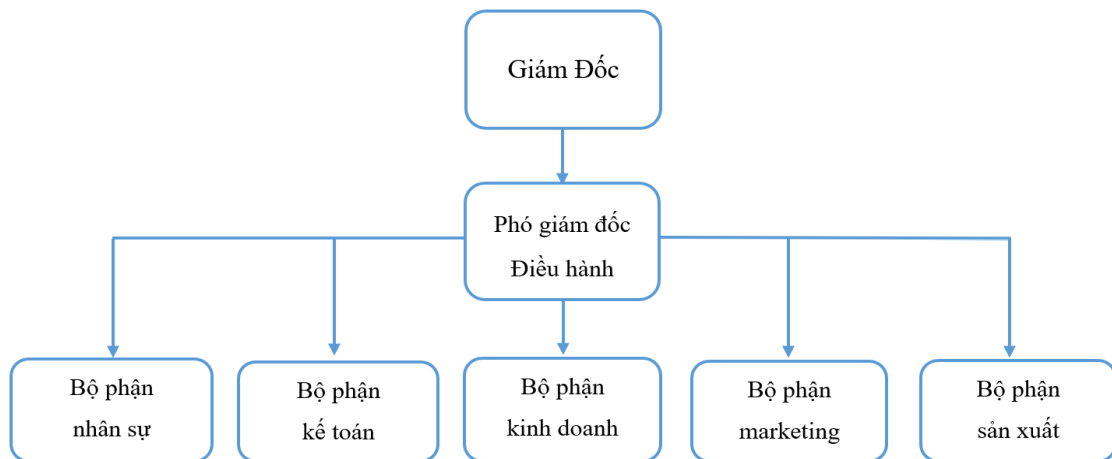 Giám Đốc
Phó giám đốc
Điều hành
Bộ phận
nhân sự
Bộ phận
kế toán
Bộ phận
kinh doanh
Bộ phận
marketing
Bộ phận
sản xuất